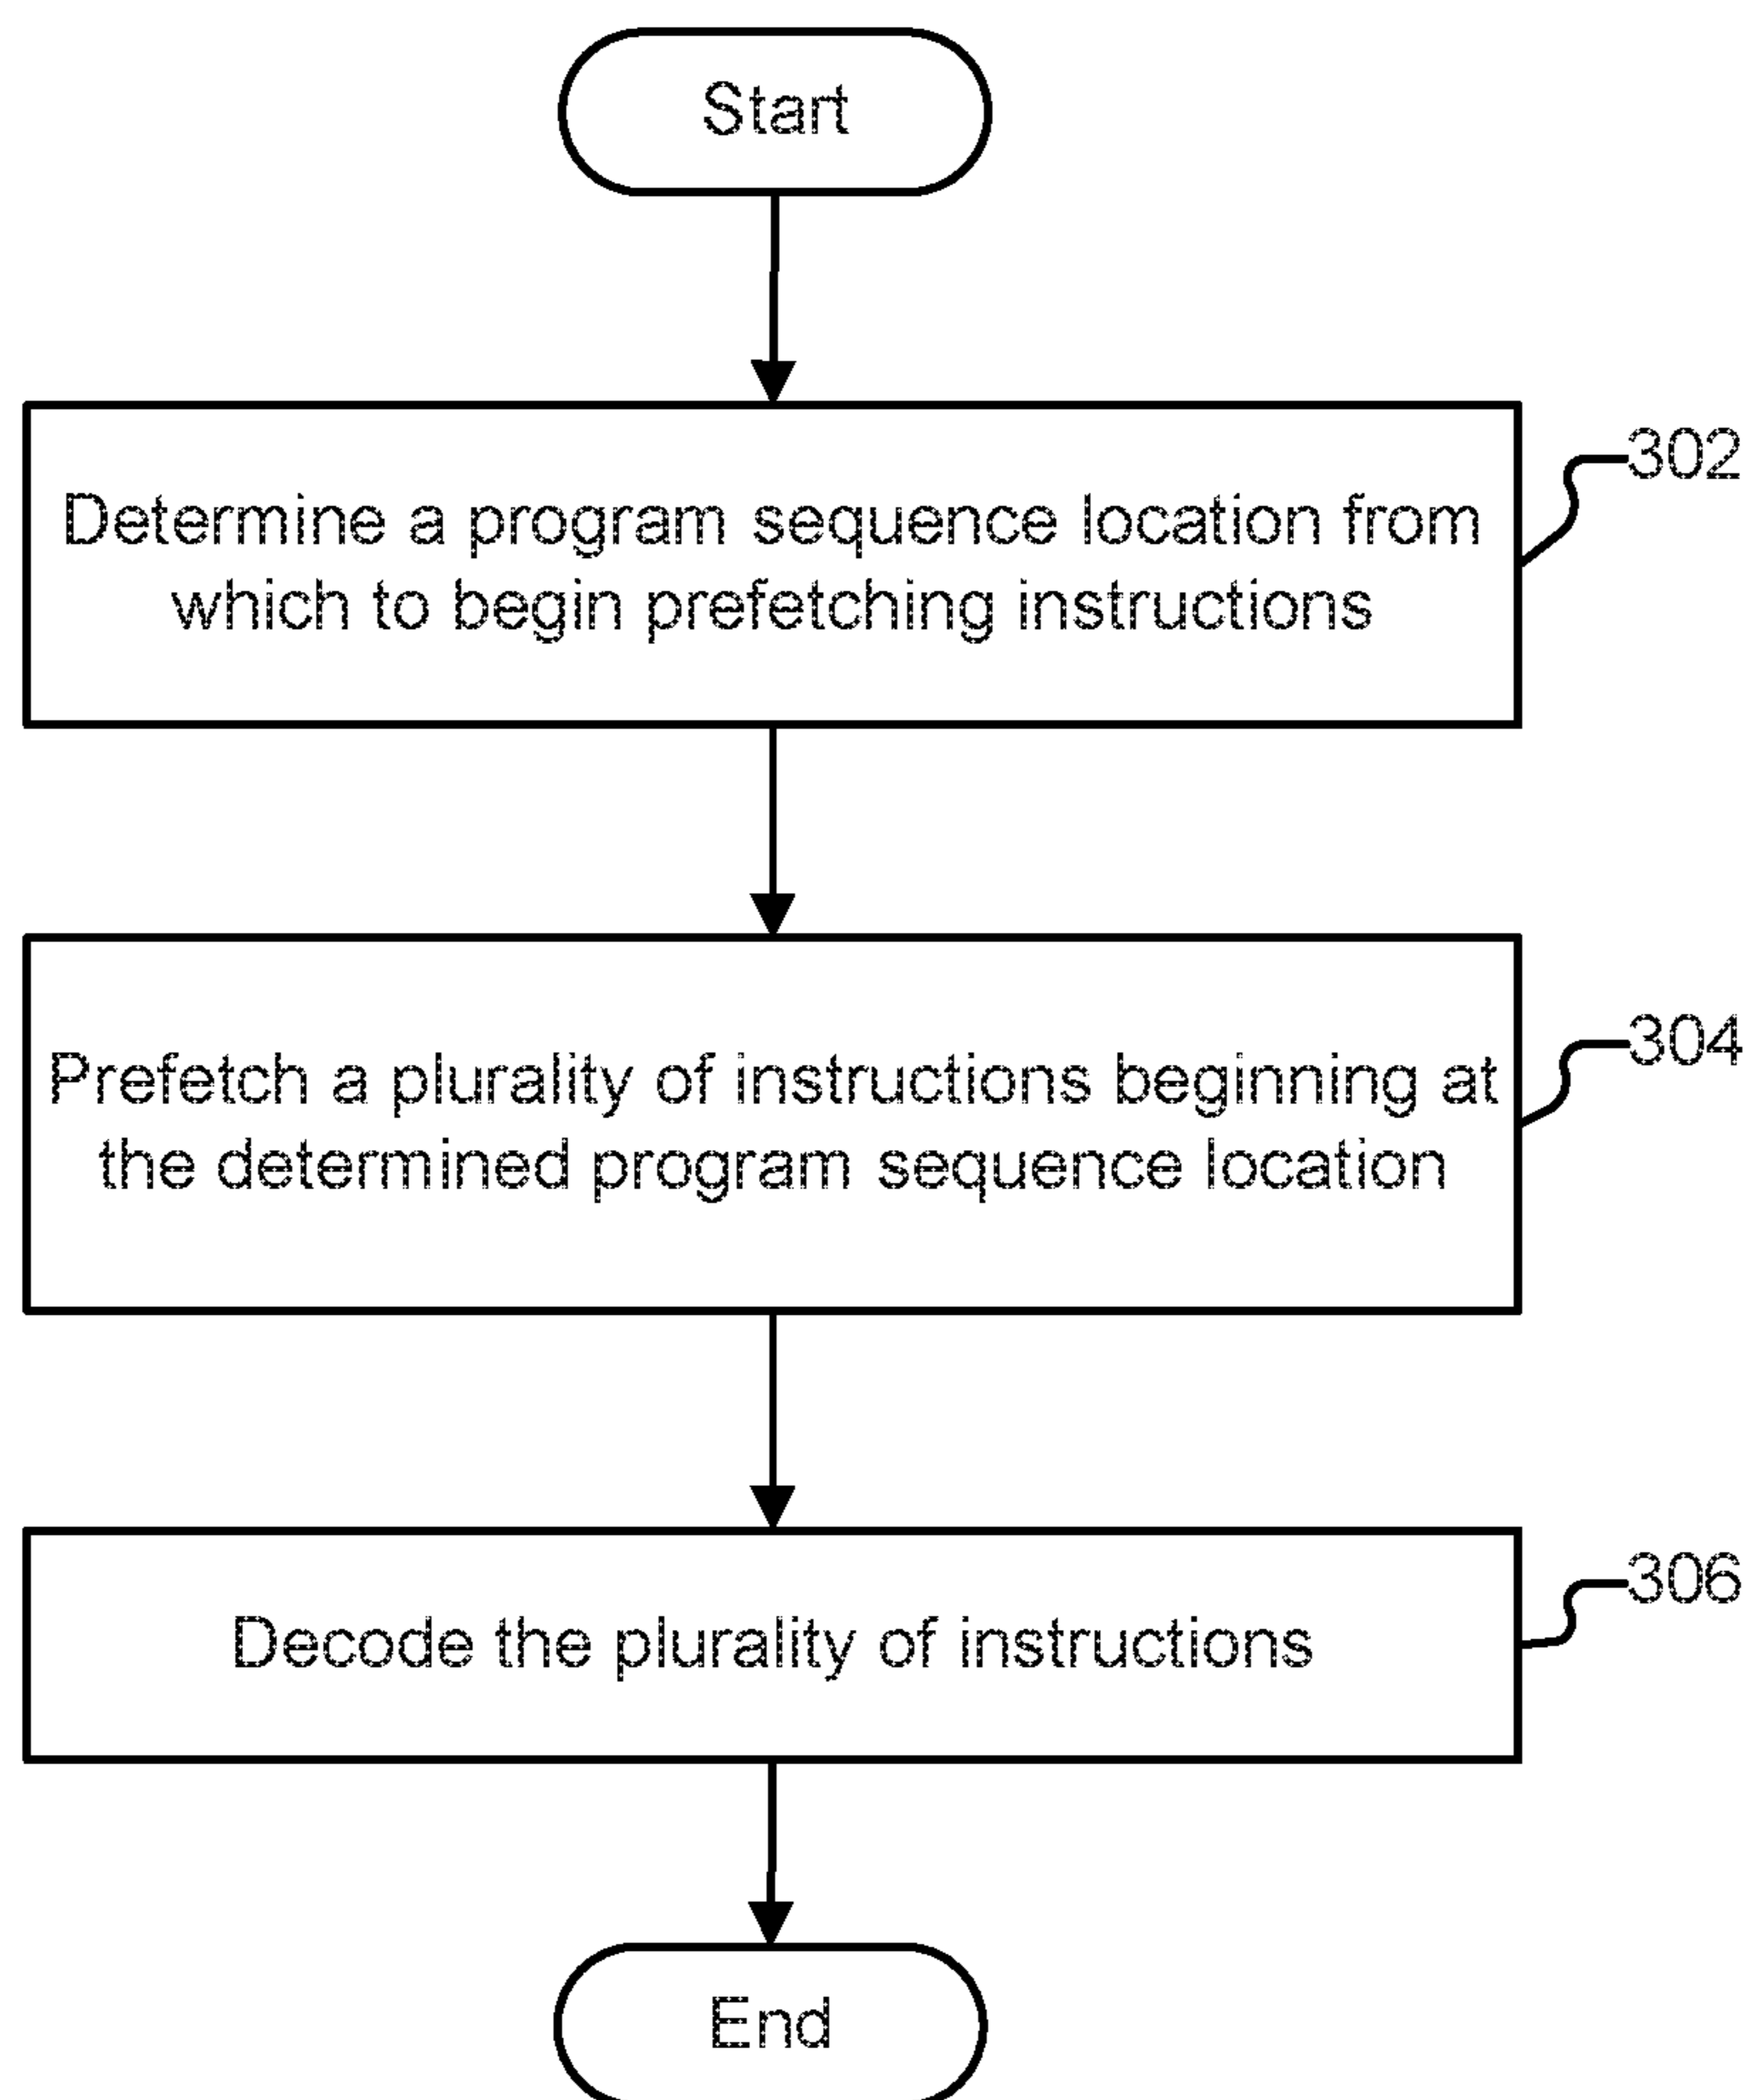 Start
Determine a program sequence location from
which to begin prefetching instructions
302
Prefetch a plurality of instructions beginning at
the determined program sequence location
304
Decode the plurality of instructions
306
End